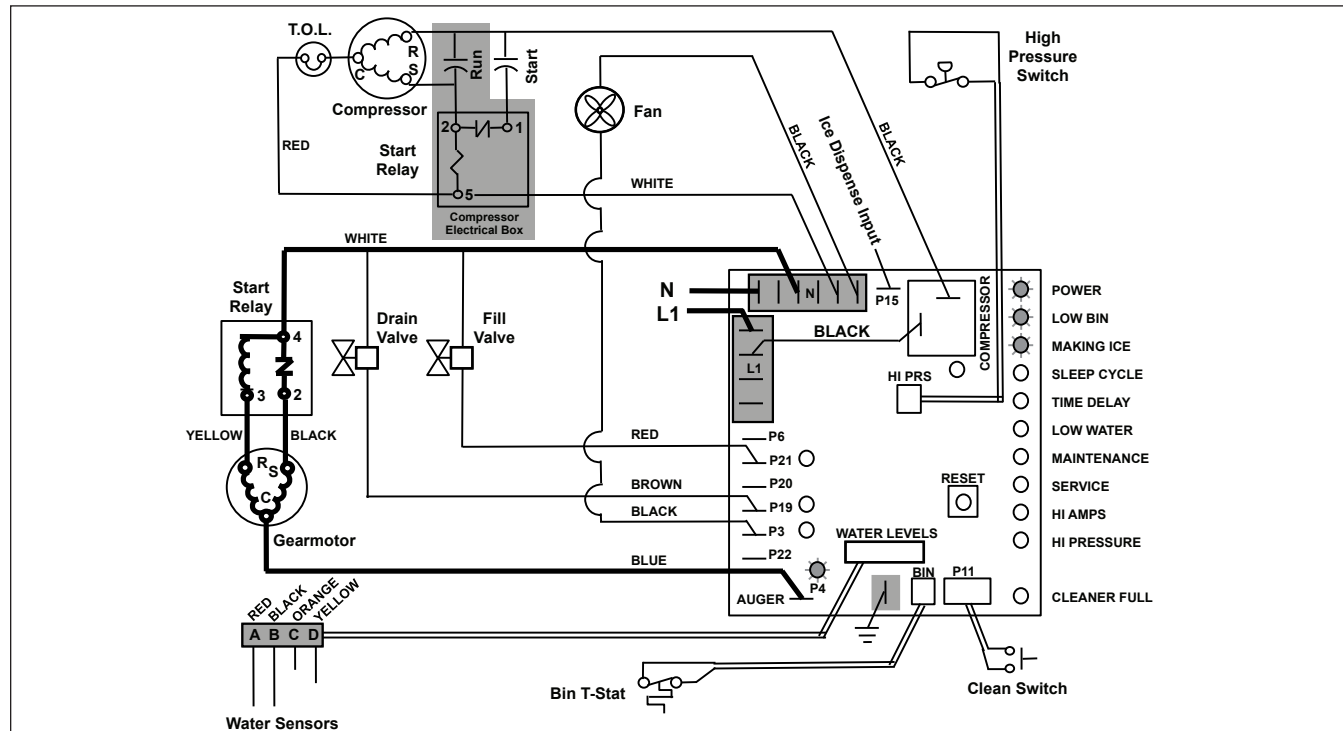 T.O.L.
R
S
C
Compressor
Run
Start
2
1
5
Start
Relay
Compressor
Electrical Box
RED
Fan
WHITE
BLACK
Ice Dispense Input
BLACK
High
Pressure
Switch
WHITE
Start
Relay
4
3
2
YELLOW
BLACK
R
S
C
Gearmotor
Drain
Valve
Fill
Valve
N
L1
N
L1
P15
BLACK
COMPRESSOR
HI PRS
POWER
LOW BIN
MAKING ICE
SLEEP CYCLE
TIME DELAY
LOW WATER
MAINTENANCE
SERVICE
HI AMPS
HI PRESSURE
CLEANER FULL
RED
BROWN
BLACK
BLUE
P6
P21
P20
P19
P3
P22
P4
AUGER
RESET
WATER LEVELS
BIN
P11
RED
BLACK
ORANGE
YELLOW
A B C D
Water Sensors
Bin T-Stat
Clean Switch